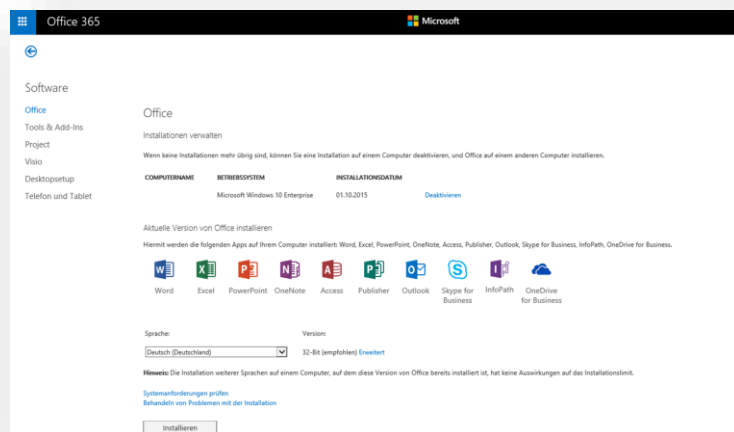 Office 365
Microsoft
Software
Office
Tools & Add-Ins
Project
Visio
Desktopsetup
Telefon und Tablet
Office
Installationen verwalten
Wenn keine Installationen mehr übrig sind, können Sie eine Installation auf einem Computer deaktivieren, und Office auf einem anderen Computer installieren.
COMPUTERNAME BETRIEBSSYSTEM INSTALLATIONSDATUM
Microsoft Windows 10 Enterprise 01.10.2015 Deaktivieren
Aktuelle Version von Office installieren
Hiermit werden die folgenden Apps auf Ihrem Computer installiert: Word, Excel, PowerPoint, OneNote, Access, Publisher, Outlook, Skype for Business, InfoPath, OneDrive for Business.
Word Excel PowerPoint OneNote Access Publisher Outlook Skype for Business InfoPath OneDrive for Business
Sprache: Version:
Deutsch (Deutschland) 32-Bit (empfohlen) Erweitert
Hinweis: Die Installation weiterer Sprachen auf einem Computer, auf dem diese Version von Office bereits installiert ist, hat keine Auswirkungen auf das Installationslimit.
Systemanforderungen prüfen
Behandeln von Problemen mit der Installation
Installieren